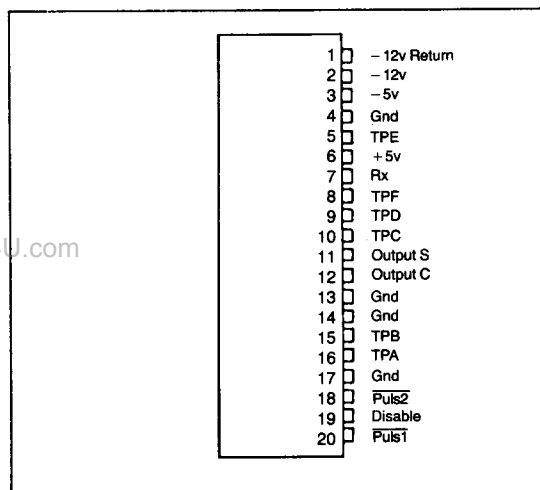 1 – 12v Return
2 – 12v
3 – 5v
4 Gnd
5 TPE
6 + 5v
7 Rx
8 TPF
9 TPD
10 TPC
U.com
11 Output S
12 Output C
13 Gnd
14 Gnd
15 TPB
16 TPA
17 Gnd
18 P̅u̅l̅s̅2̅
19 Disable
20 P̅u̅l̅s̅1̅